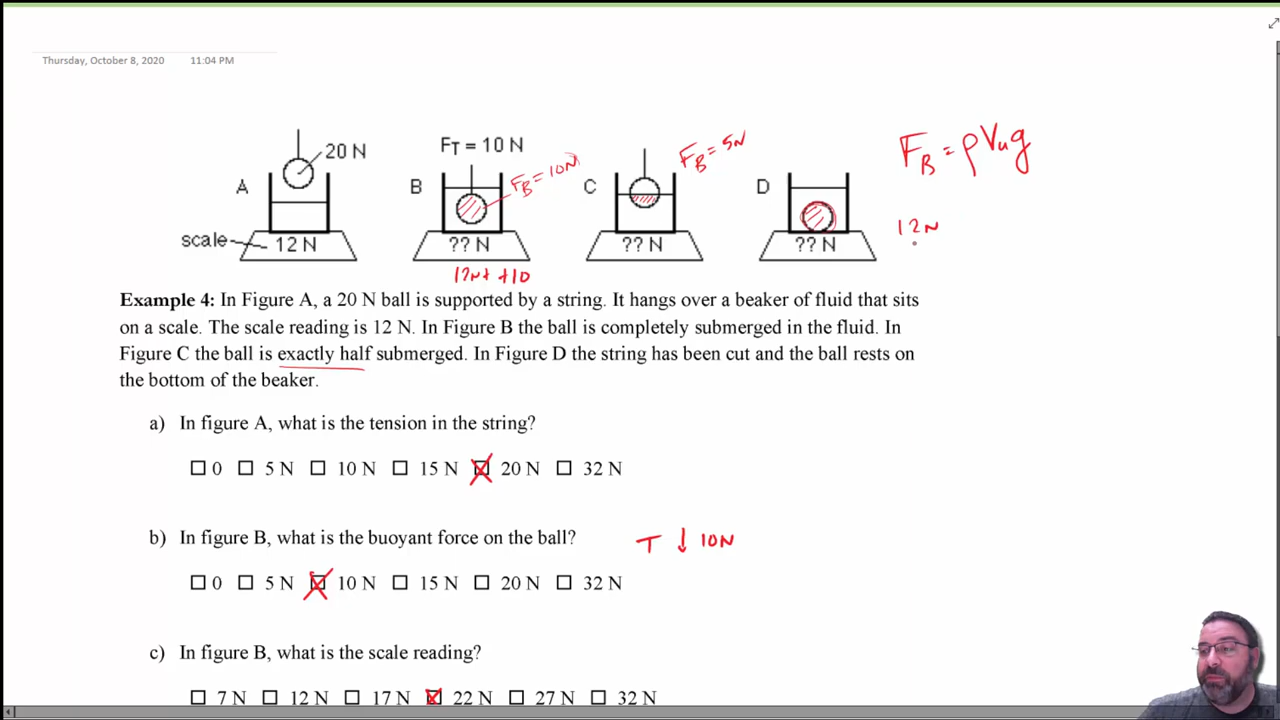 Thursday, October 8, 2020 11:04 PM
A 20 N
scale 12 N
B FT = 10 N
FB = 10N
?? N
12N + +10
C FB = 5N
?? N
D
?? N
FB = ρVug
12N
Example 4: In Figure A, a 20 N ball is supported by a string. It hangs over a beaker of fluid that sits
on a scale. The scale reading is 12 N. In Figure B the ball is completely submerged in the fluid. In
Figure C the ball is exactly half submerged. In Figure D the string has been cut and the ball rests on
the bottom of the beaker.
a) In figure A, what is the tension in the string?
☐ 0 ☐ 5 N ☐ 10 N ☐ 15 N ☒ 20 N ☐ 32 N
b) In figure B, what is the buoyant force on the ball?
T ↓ 10N
☐ 0 ☐ 5 N ☒ 10 N ☐ 15 N ☐ 20 N ☐ 32 N
c) In figure B, what is the scale reading?
☐ 7 N ☐ 12 N ☐ 17 N ☒ 22 N ☐ 27 N ☐ 32 N